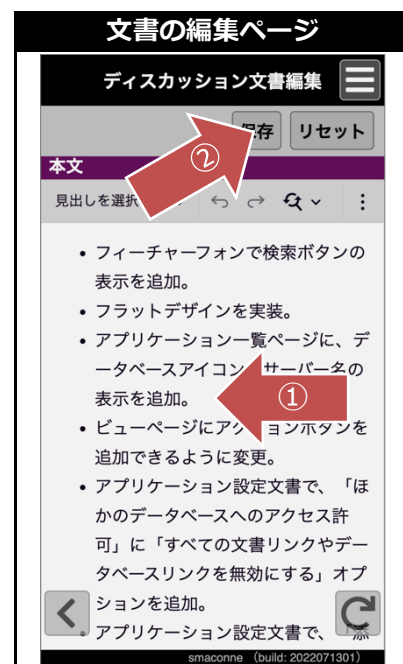 文書の編集ページ
ディスカッション文書編集
保存 リセット
②
本文
見出しを選択
・フィーチャーフォンで検索ボタンの
表示を追加。
・フラットデザインを実装。
・アプリケーション一覧ページに、デ
ータベースアイコン サーバー名の
表示を追加。
①
・ビューページにアクションボタンを
追加できるように変更。
・アプリケーション設定文書で、「ほ
かのデータベースへのアクセス許
可」に「すべての文書リンクやデー
タベースリンクを無効にする」オプ
ションを追加。
・アプリケーション設定文書で、
smaconne （build: 2022071301）